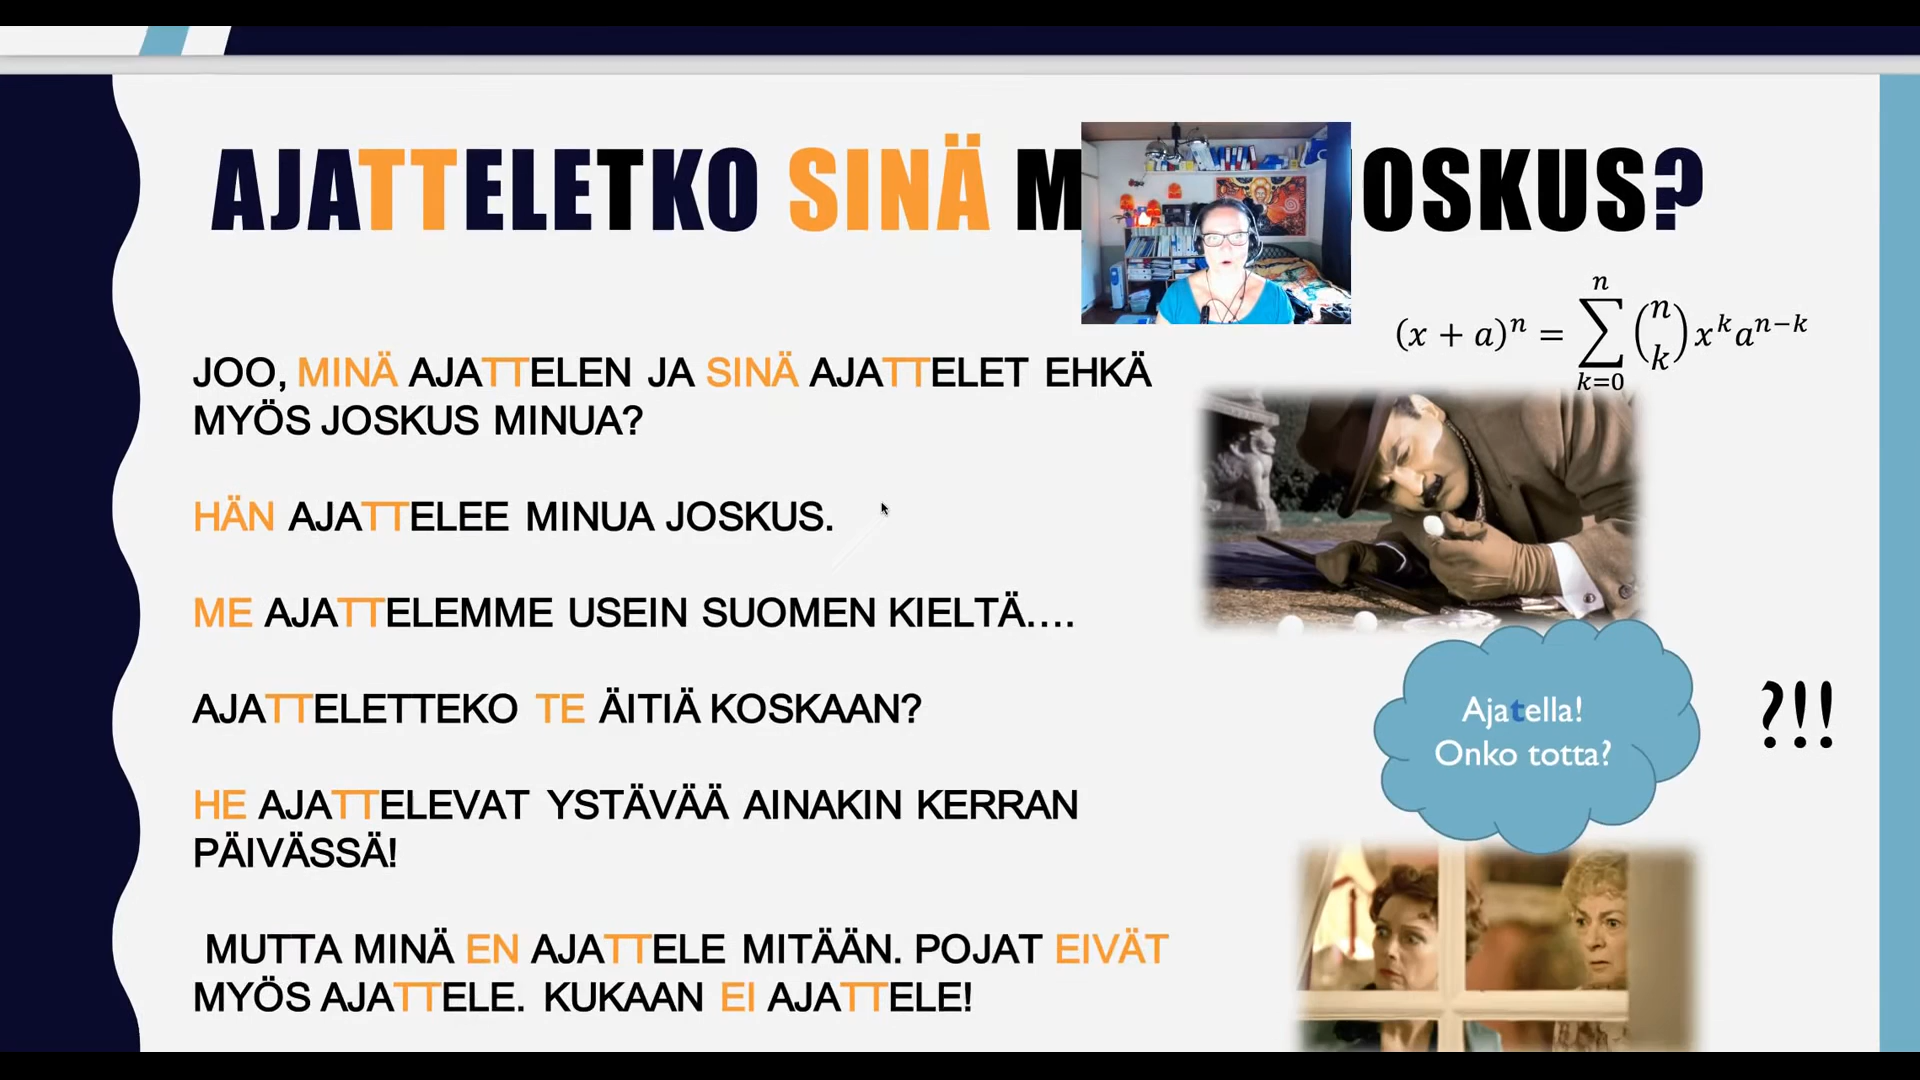 AJATTELETKO SINÄ M OSKUS?
(x + a)ⁿ = ∑ₖ₌₀ⁿ (n k) xᵏaⁿ⁻ᵏ
JOO, MINÄ AJATTELEN JA SINÄ AJATTELET EHKÄ
MYÖS JOSKUS MINUA?
HÄN AJATTELEE MINUA JOSKUS.
ME AJATTELEMME USEIN SUOMEN KIELTÄ....
AJATTELETTEKO TE ÄITIÄ KOSKAAN?
HE AJATTELEVAT YSTÄVÄÄ AINAKIN KERRAN
PÄIVÄSSÄ!
MUTTA MINÄ EN AJATTELE MITÄÄN. POJAT EIVÄT
MYÖS AJATTELE. KUKAAN EI AJATTELE!
Ajatella!
Onko totta?
?!!